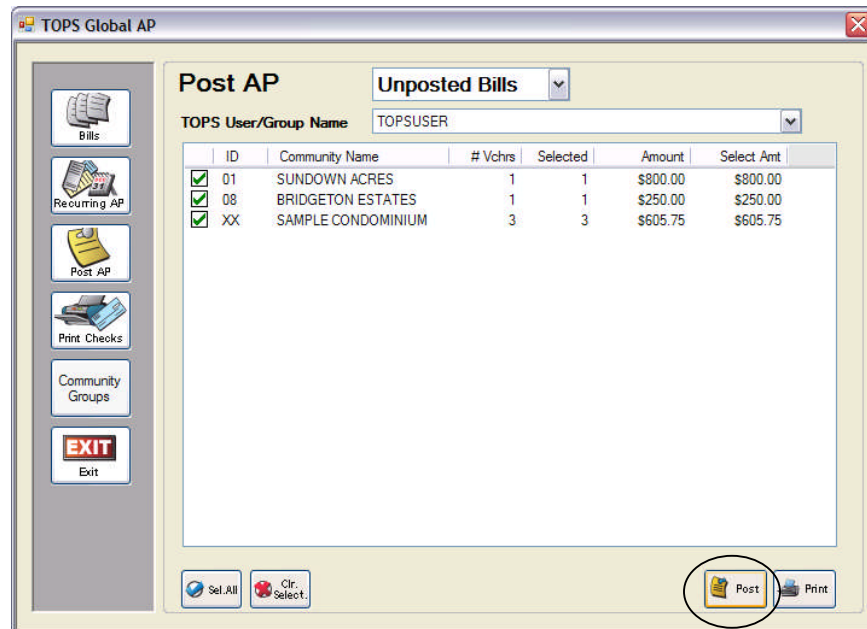 TOPS Global AP
Bills
Recurring AP
Post AP
Print Checks
Community
Groups
EXIT
Exit
Post AP Unposted Bills
TOPS User/Group Name TOPSUSER
ID Community Name # Vchrs Selected Amount Select Amt
01 SUNDOWN ACRES 1 1 $800.00 $800.00
08 BRIDGETON ESTATES 1 1 $250.00 $250.00
XX SAMPLE CONDOMINIUM 3 3 $605.75 $605.75
Sel.All Clr. Select. Post Print